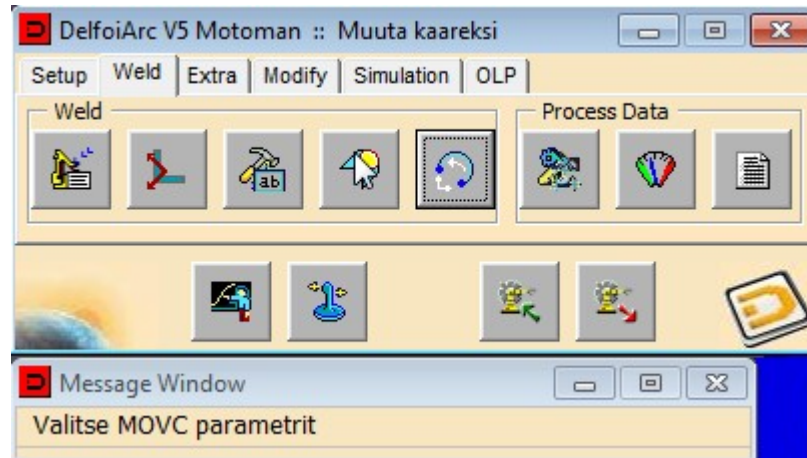 DelfoiArc V5 Motoman :: Muuta kaareksi
Setup Weld Extra Modify Simulation OLP
Weld Process Data
ab
Message Window
Valitse MOVC parametrit